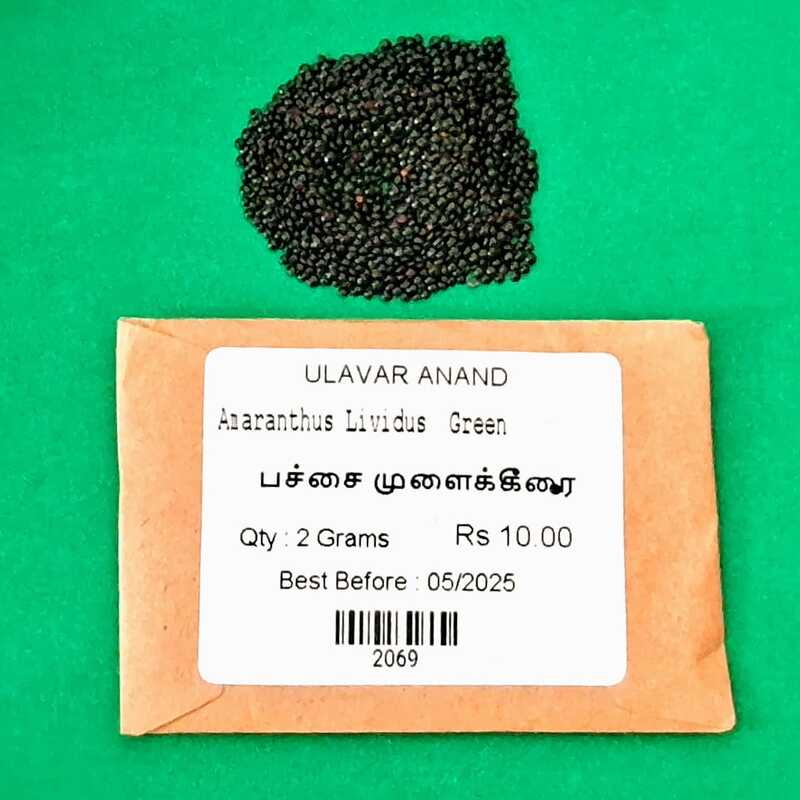 ULAVAR ANAND
Amaranthus Lividus Green
பச்சை முளைக்கீரை
Qty : 2 Grams Rs 10.00
Best Before : 05/2025
2069